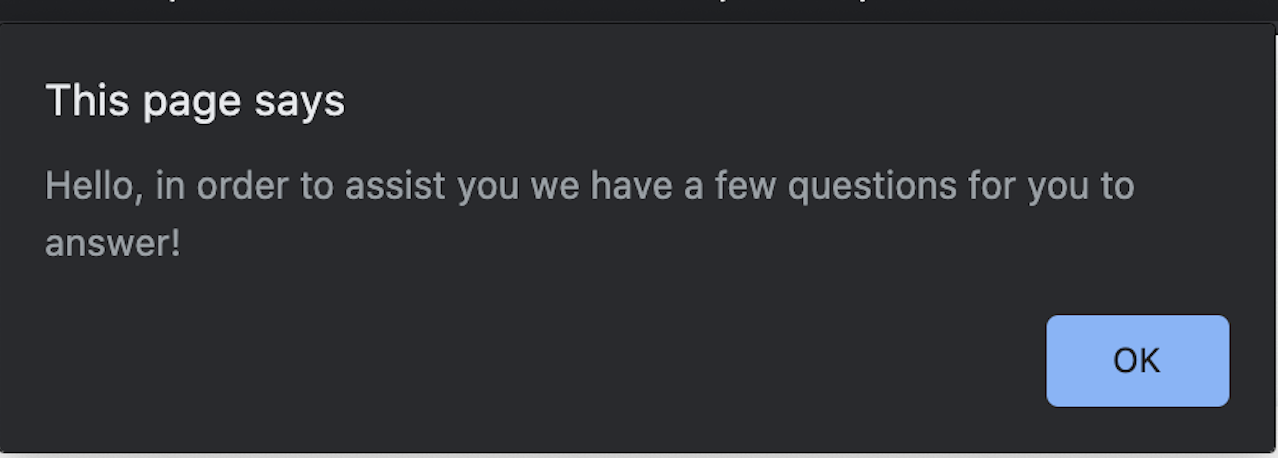 This page says
Hello, in order to assist you we have a few questions for you to
answer!
OK